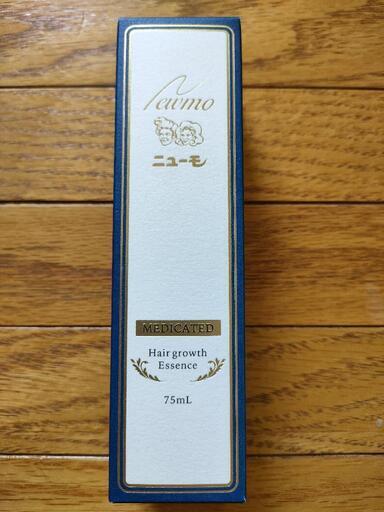 Newmo
ニューモ
MEDICATED
Hair growth
Essence
75mL